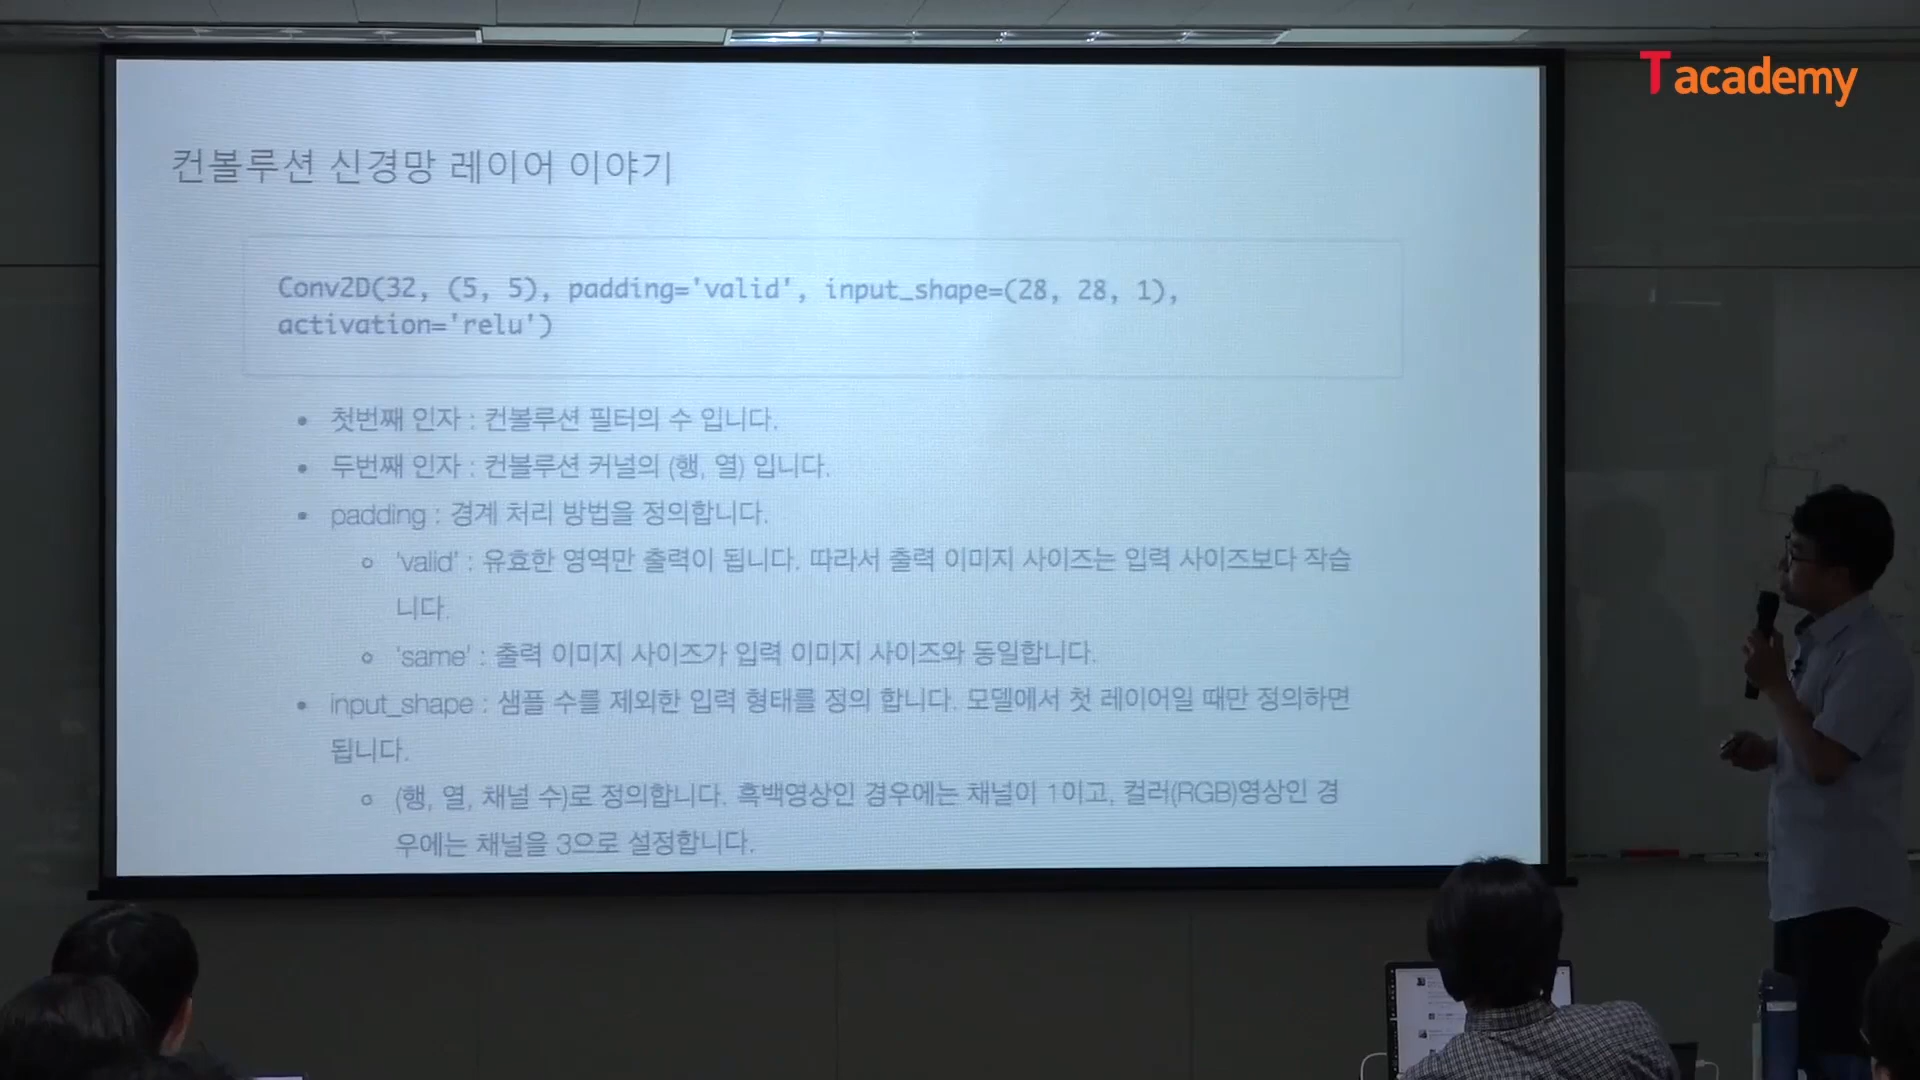 T academy
컨볼루션 신경망 레이어 이야기
Conv2D(32, (5, 5), padding='valid', input_shape=(28, 28, 1),
activation='relu')
• 첫번째 인자 : 컨볼루션 필터의 수 입니다.
• 두번째 인자 : 컨볼루션 커널의 (행, 열) 입니다.
• padding : 경계 처리 방법을 정의합니다.
○ 'valid' : 유효한 영역만 출력이 됩니다. 따라서 출력 이미지 사이즈는 입력 사이즈보다 작습
니다.
○ 'same' : 출력 이미지 사이즈가 입력 이미지 사이즈와 동일합니다.
• input_shape : 샘플 수를 제외한 입력 형태를 정의 합니다. 모델에서 첫 레이어일 때만 정의하면
됩니다.
○ (행, 열, 채널 수)로 정의합니다. 흑백영상인 경우에는 채널이 1이고, 컬러(RGB)영상인 경
우에는 채널을 3으로 설정합니다.